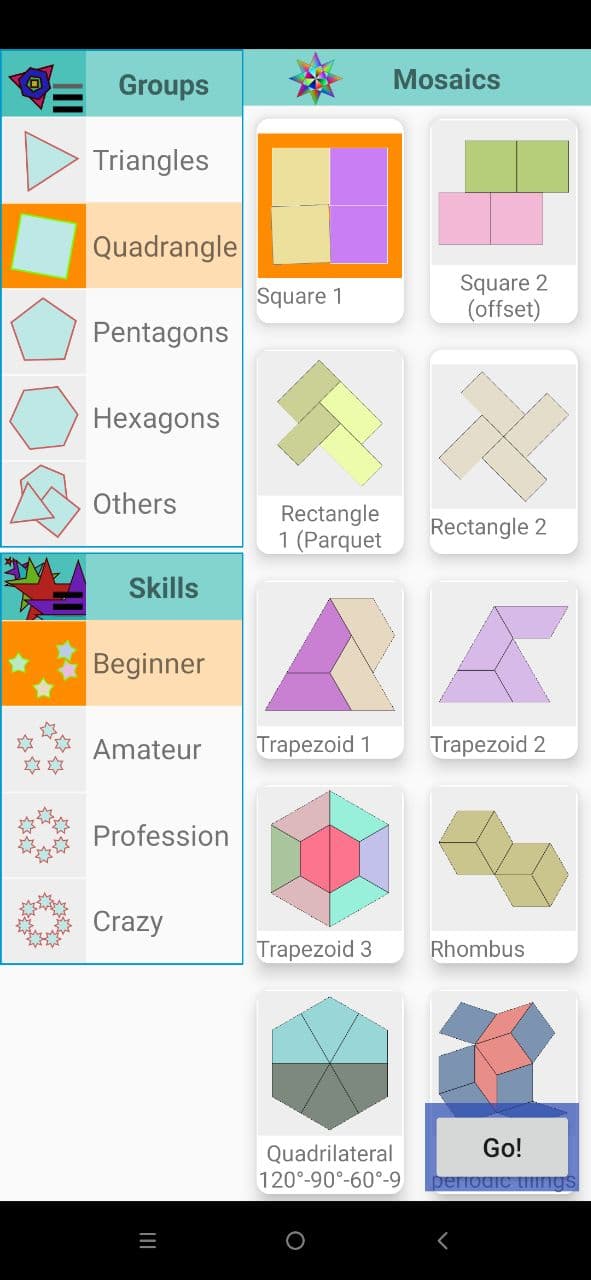 Groups
Triangles
Quadrangle
Pentagons
Hexagons
Others
Skills
Beginner
Amateur
Profession
Crazy
Mosaics
Square 1
Square 2
(offset)
Rectangle
1 (Parquet
Rectangle 2
Trapezoid 1
Trapezoid 2
Trapezoid 3
Rhombus
Quadrilateral
120°-90°-60°-9
Go!
periodic tilings